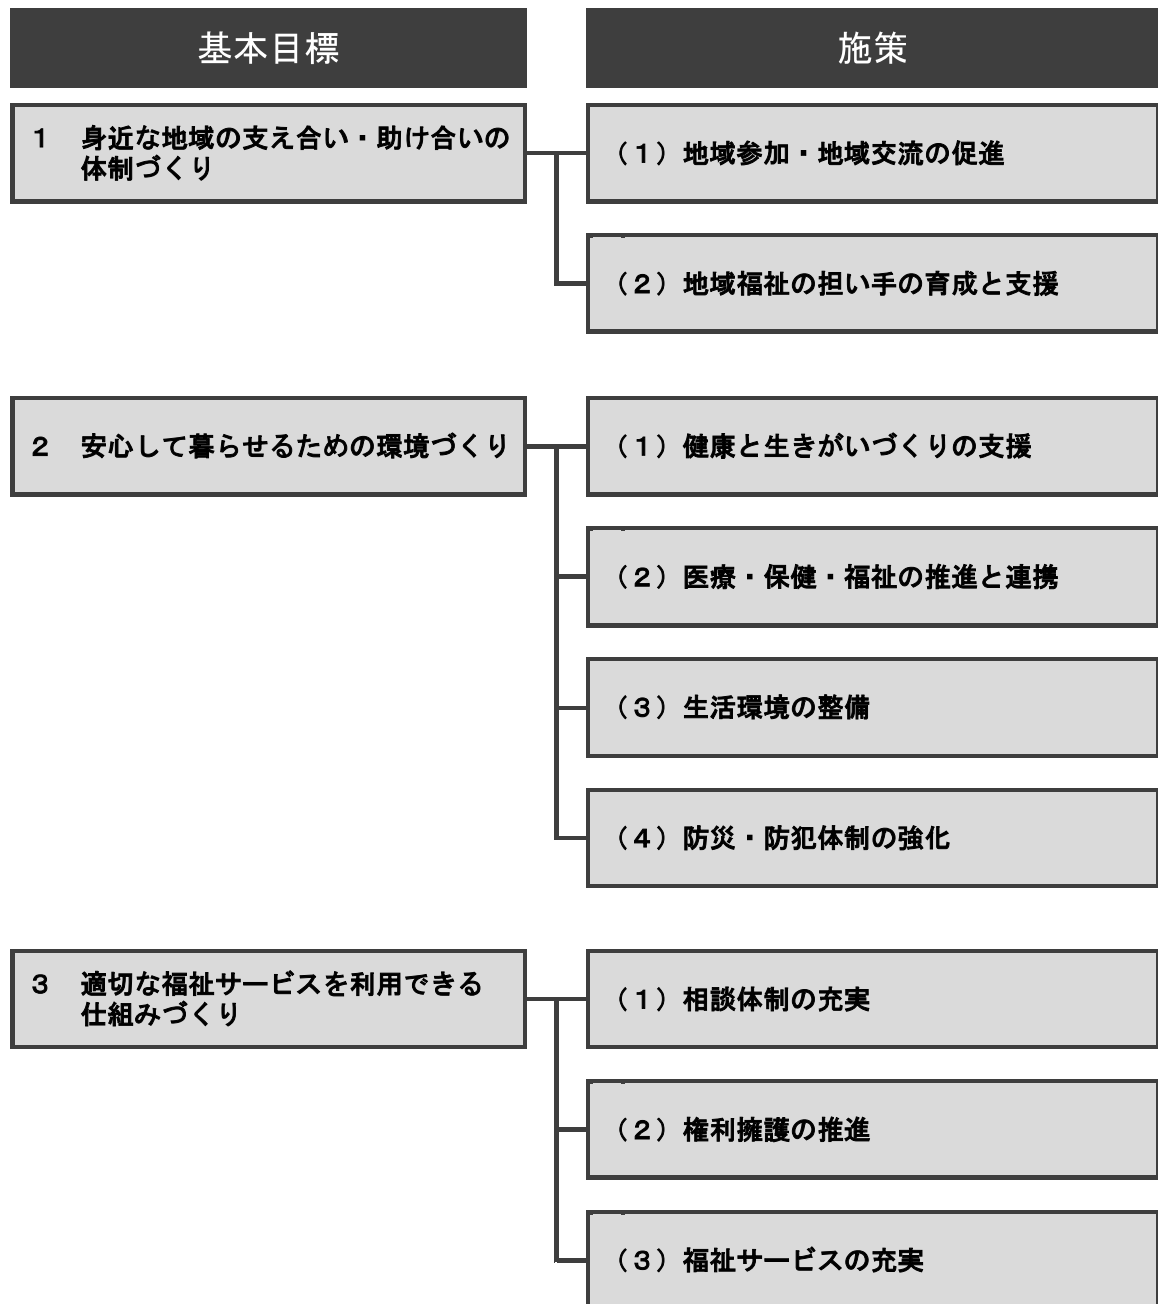 基本目標
施策
１　身近な地域の支え合い・助け合いの
体制づくり
（１）地域参加・地域交流の促進
（２）地域福祉の担い手の育成と支援
２　安心して暮らせるための環境づくり
（１）健康と生きがいづくりの支援
（２）医療・保健・福祉の推進と連携
（３）生活環境の整備
（４）防災・防犯体制の強化
３　適切な福祉サービスを利用できる
仕組みづくり
（１）相談体制の充実
（２）権利擁護の推進
（３）福祉サービスの充実